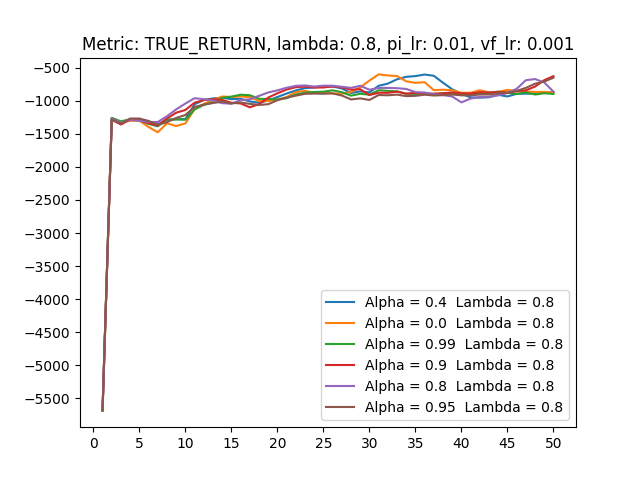 Metric: TRUE_RETURN, lambda: 0.8, pi_lr: 0.01, vf_lr: 0.001
−500
−1000
−1500
−2000
−2500
−3000
−3500
−4000
−4500
−5000
−5500
Alpha = 0.4  Lambda = 0.8
Alpha = 0.0  Lambda = 0.8
Alpha = 0.99  Lambda = 0.8
Alpha = 0.9  Lambda = 0.8
Alpha = 0.8  Lambda = 0.8
Alpha = 0.95  Lambda = 0.8
0 5 10 15 20 25 30 35 40 45 50